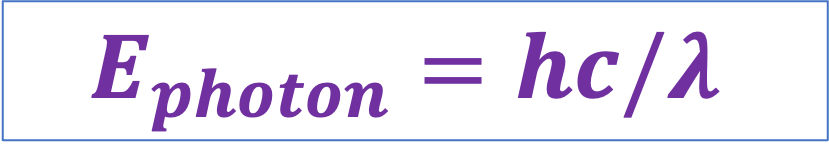 E_photon = hc/λ